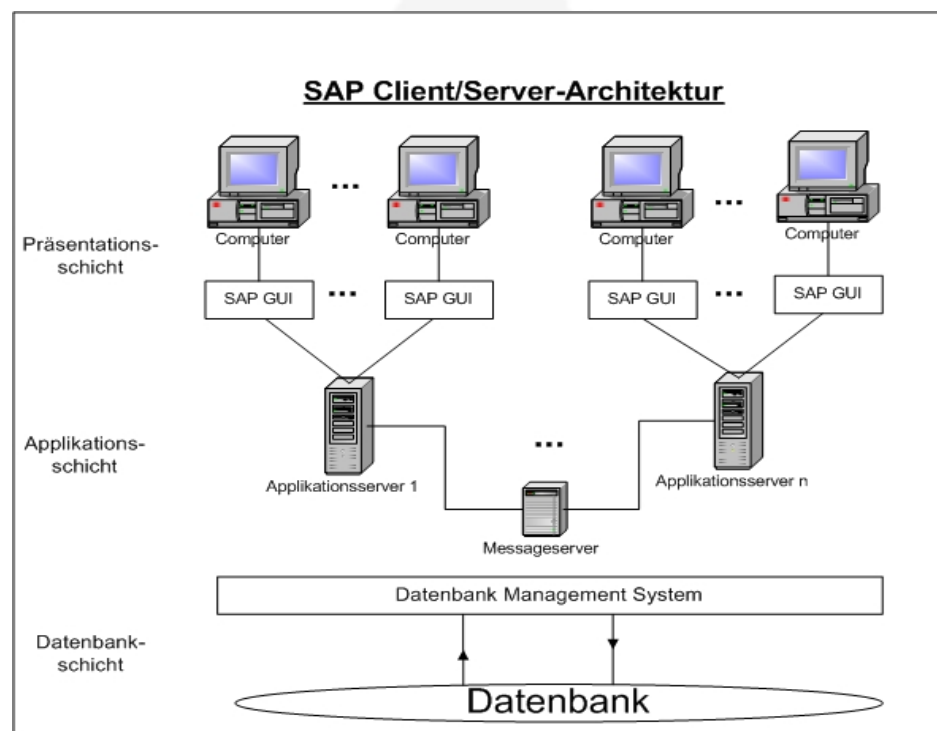 SAP Client/Server-Architektur
...
...
Computer
Computer
Computer
Computer
Präsentations-
schicht
SAP GUI
...
SAP GUI
SAP GUI
...
SAP GUI
Applikations-
schicht
...
Applikationsserver 1
Applikationsserver n
Messageserver
Datenbank Management System
Datenbank-
schicht
Datenbank